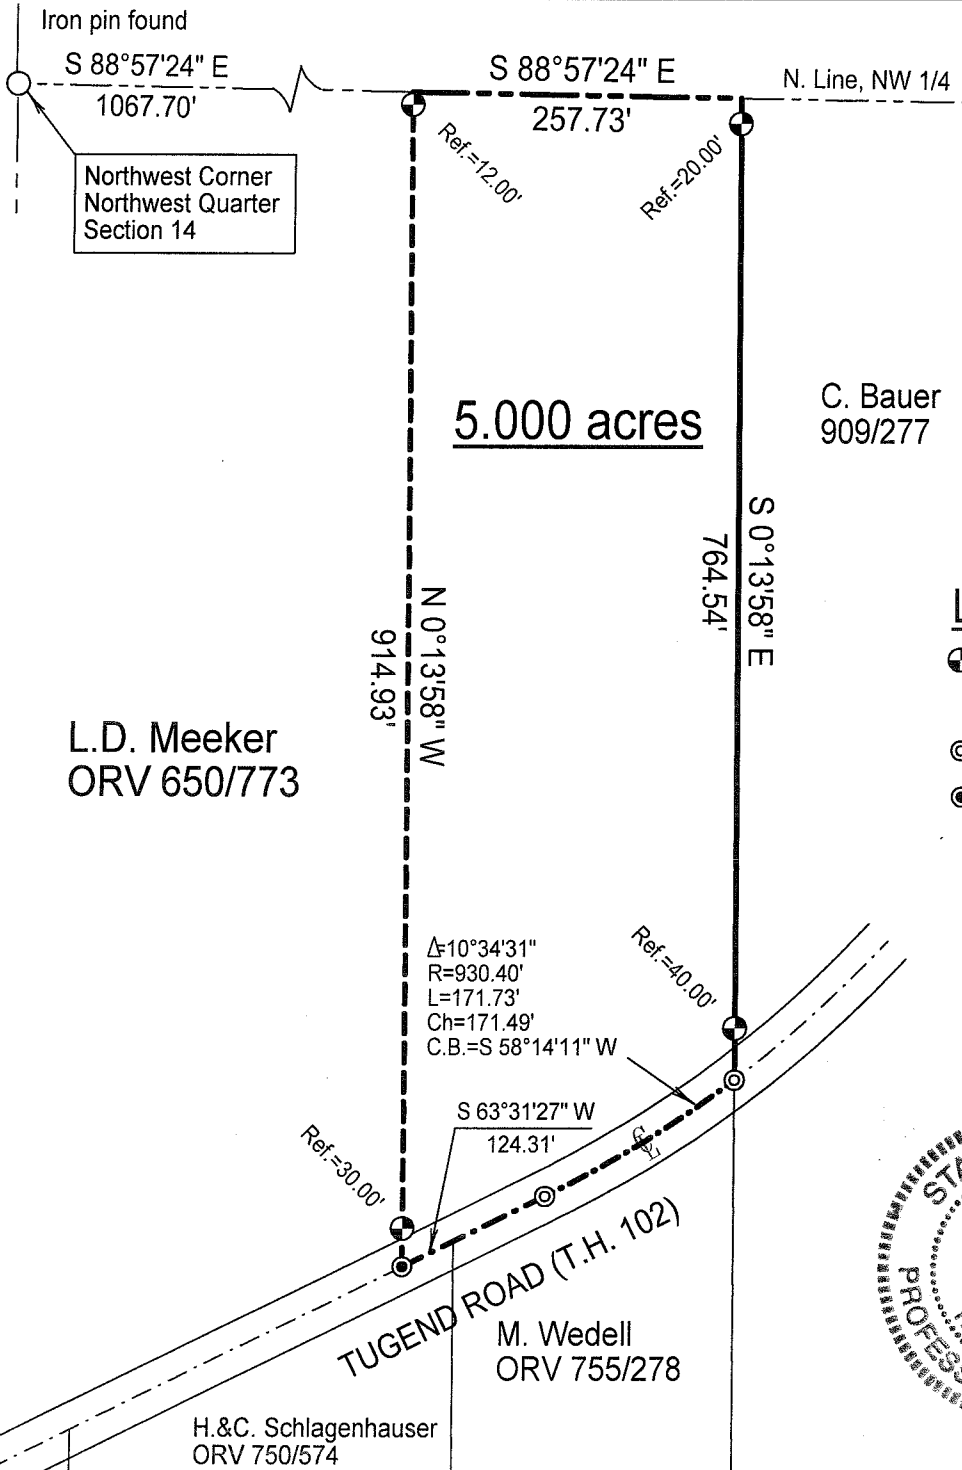 Iron pin found
S 88°57'24" E
1067.70'
S 88°57'24" E
257.73'
N. Line, NW 1/4
Ref.=12.00'
Ref.=20.00'
Northwest Corner
Northwest Quarter
Section 14
5.000 acres
C. Bauer
909/277
S 0°13'58" E
764.54'
N 0°13'58" W
914.93'
L.D. Meeker
ORV 650/773
Δ=10°34'31"
R=930.40'
L=171.73'
Ch=171.49'
C.B.=S 58°14'11" W
Ref.=40.00'
S 63°31'27" W
124.31'
Ref.=30.00'
TUGEND ROAD (T.H. 102)
M. Wedell
ORV 755/278
H.&C. Schlagenhauser
ORV 750/574